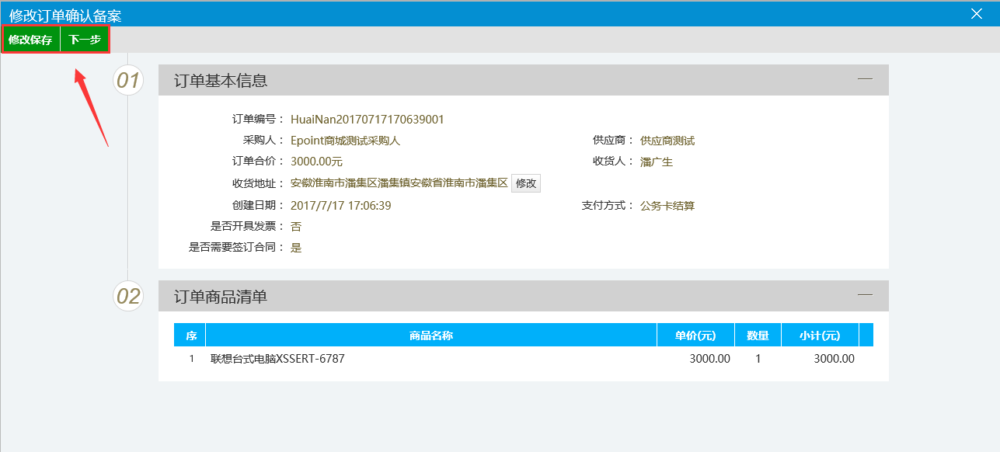 修改订单确认备案
修改保存 下一步
01 订单基本信息
订单编号： HuaiNan20170717170639001
采购人： Epoint商城测试采购人 供应商： 供应商测试
订单合价： 3000.00元 收货人： 潘广生
收货地址： 安徽淮南市潘集区潘集镇安徽省淮南市潘集区 修改
创建日期： 2017/7/17 17:06:39 支付方式： 公务卡结算
是否开具发票： 否
是否需要签订合同： 是
02 订单商品清单
序 商品名称 单价(元) 数量 小计(元)
1 联想台式电脑XSSERT-6787 3000.00 1 3000.00